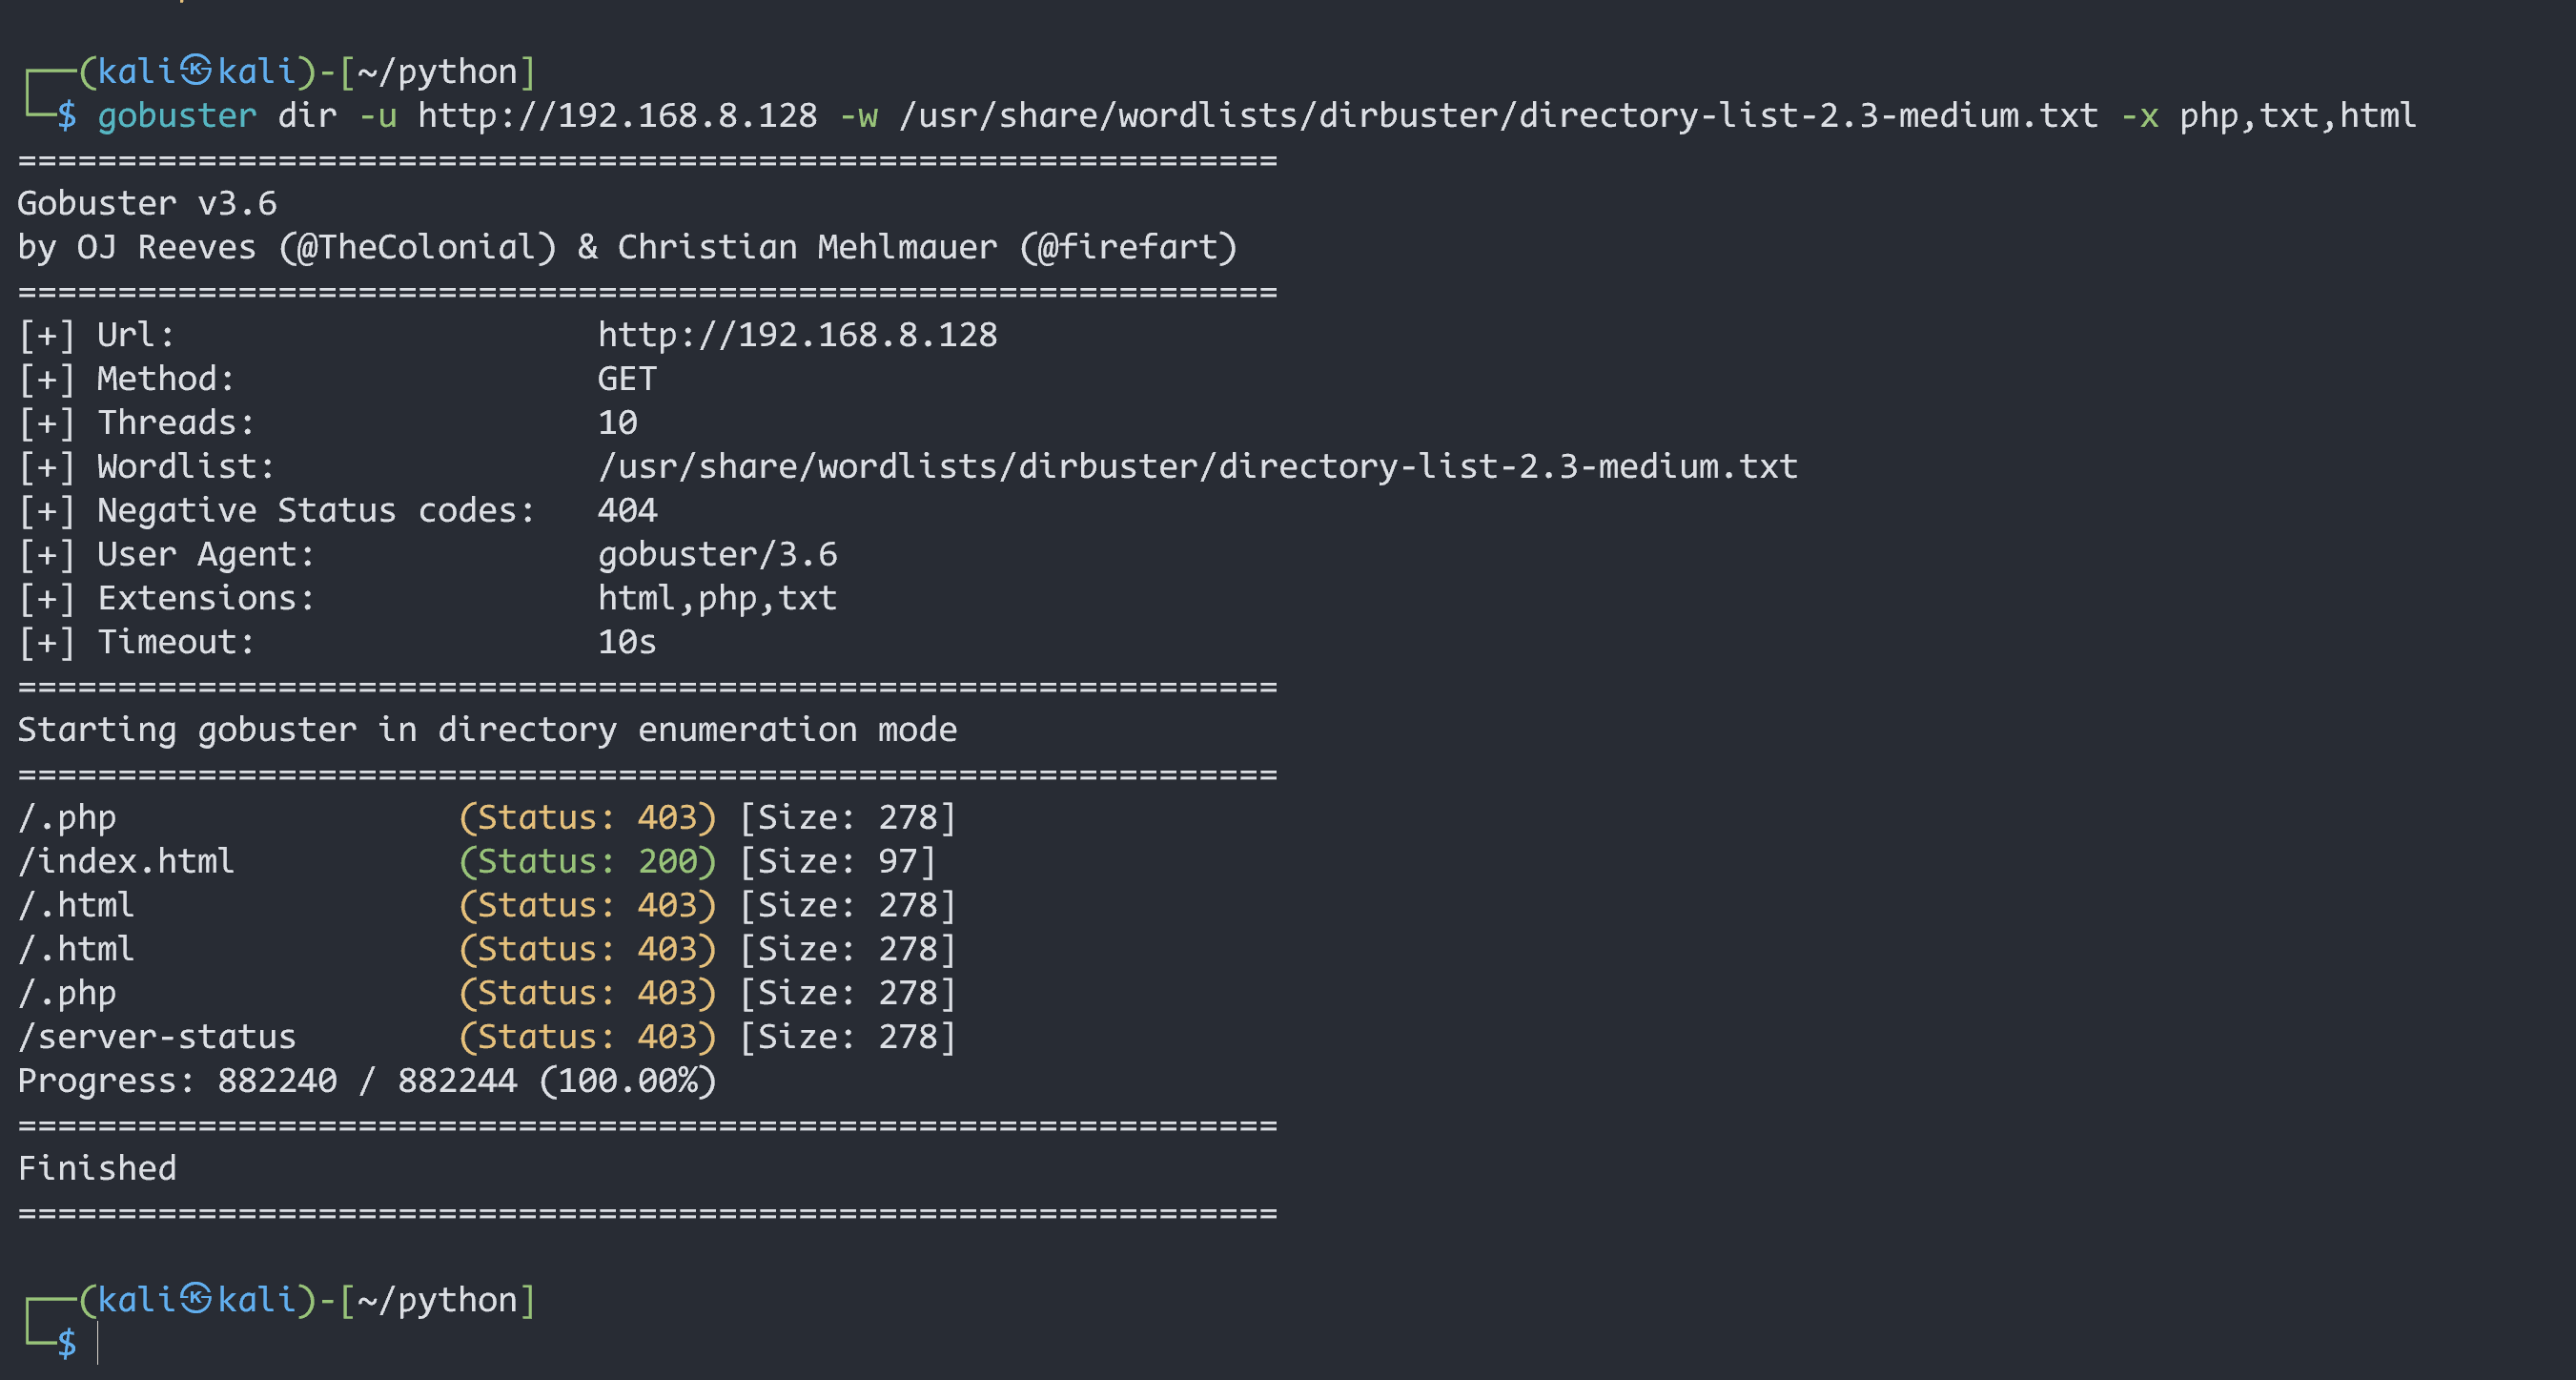 ┌──(kali㉿kali)-[~/python]
└─$ gobuster dir -u http://192.168.8.128 -w /usr/share/wordlists/dirbuster/directory-list-2.3-medium.txt -x php,txt,html
===============================================================
Gobuster v3.6
by OJ Reeves (@TheColonial) & Christian Mehlmauer (@firefart)
===============================================================
[+] Url:                     http://192.168.8.128
[+] Method:                  GET
[+] Threads:                 10
[+] Wordlist:                /usr/share/wordlists/dirbuster/directory-list-2.3-medium.txt
[+] Negative Status codes:   404
[+] User Agent:              gobuster/3.6
[+] Extensions:              html,php,txt
[+] Timeout:                 10s
===============================================================
Starting gobuster in directory enumeration mode
===============================================================
/.php                 (Status: 403) [Size: 278]
/index.html           (Status: 200) [Size: 97]
/.html                (Status: 403) [Size: 278]
/.html                (Status: 403) [Size: 278]
/.php                 (Status: 403) [Size: 278]
/server-status        (Status: 403) [Size: 278]
Progress: 882240 / 882244 (100.00%)
===============================================================
Finished
===============================================================
┌──(kali㉿kali)-[~/python]
└─$